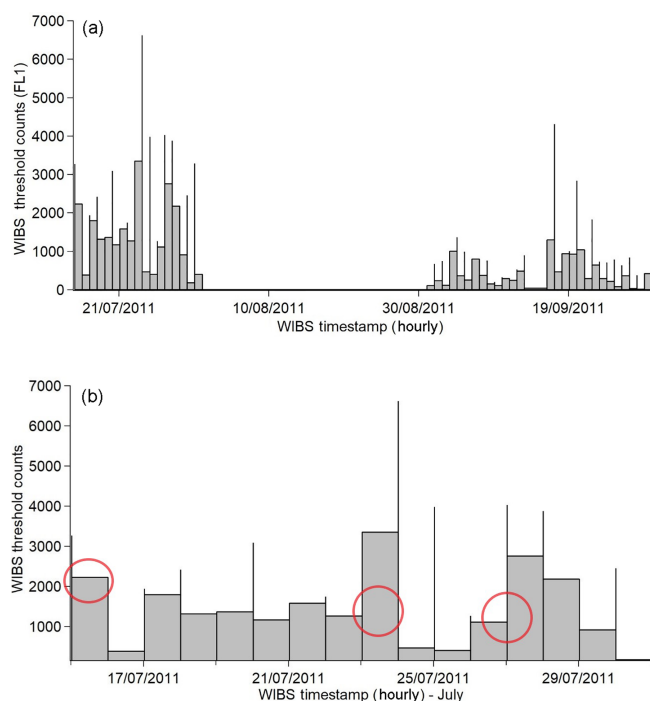 (a)
7000
6000
5000
4000
3000
2000
1000
0
WIBS threshold counts (FL1)
21/07/2011 10/08/2011 30/08/2011 19/09/2011
WIBS timestamp (hourly)
(b)
7000
6000
5000
4000
3000
2000
1000
WIBS threshold counts
17/07/2011 21/07/2011 25/07/2011 29/07/2011
WIBS timestamp (hourly) - July